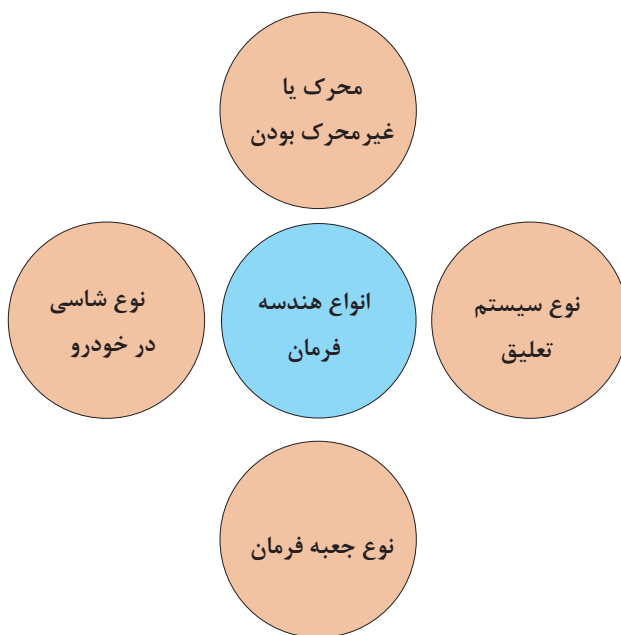 محرک یا
غیرمحرک بودن
نوع سیستم
تعلیق
انواع هندسه
فرمان
نوع شاسی
در خودرو
نوع جعبه فرمان